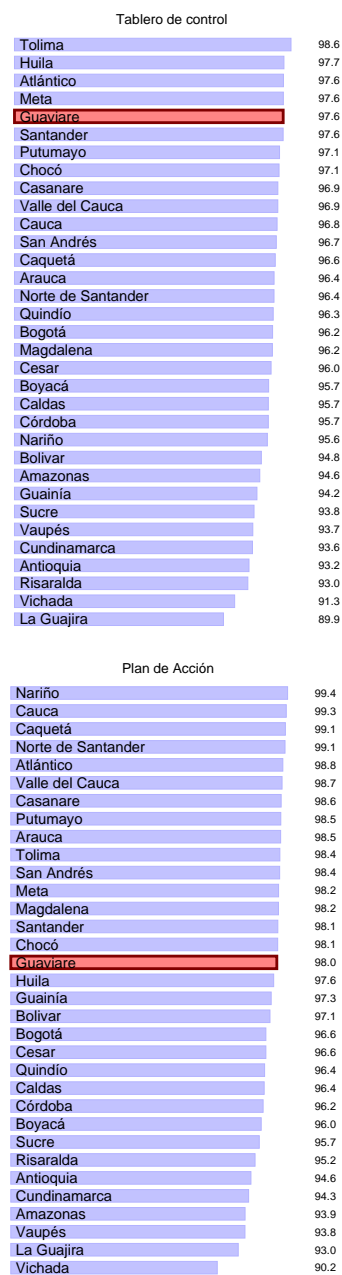 Tablero de control
Tolima 98.6
Huila 97.7
Atlántico 97.6
Meta 97.6
Guaviare 97.6
Santander 97.6
Putumayo 97.1
Chocó 97.1
Casanare 96.9
Valle del Cauca 96.9
Cauca 96.8
San Andrés 96.7
Caquetá 96.6
Arauca 96.4
Norte de Santander 96.4
Quindío 96.3
Bogotá 96.2
Magdalena 96.2
Cesar 96.0
Boyacá 95.7
Caldas 95.7
Córdoba 95.7
Nariño 95.6
Bolivar 94.8
Amazonas 94.6
Guainía 94.2
Sucre 93.8
Vaupés 93.7
Cundinamarca 93.6
Antioquia 93.2
Risaralda 93.0
Vichada 91.3
La Guajira 89.9
Plan de Acción
Nariño 99.4
Cauca 99.3
Caquetá 99.1
Norte de Santander 99.1
Atlántico 98.8
Valle del Cauca 98.7
Casanare 98.6
Putumayo 98.5
Arauca 98.5
Tolima 98.4
San Andrés 98.4
Meta 98.2
Magdalena 98.2
Santander 98.1
Chocó 98.1
Guaviare 98.0
Huila 97.6
Guainía 97.3
Bolivar 97.1
Bogotá 96.6
Cesar 96.6
Quindío 96.4
Caldas 96.4
Córdoba 96.2
Boyacá 96.0
Sucre 95.7
Risaralda 95.2
Antioquia 94.6
Cundinamarca 94.3
Amazonas 93.9
Vaupés 93.8
La Guajira 93.0
Vichada 90.2